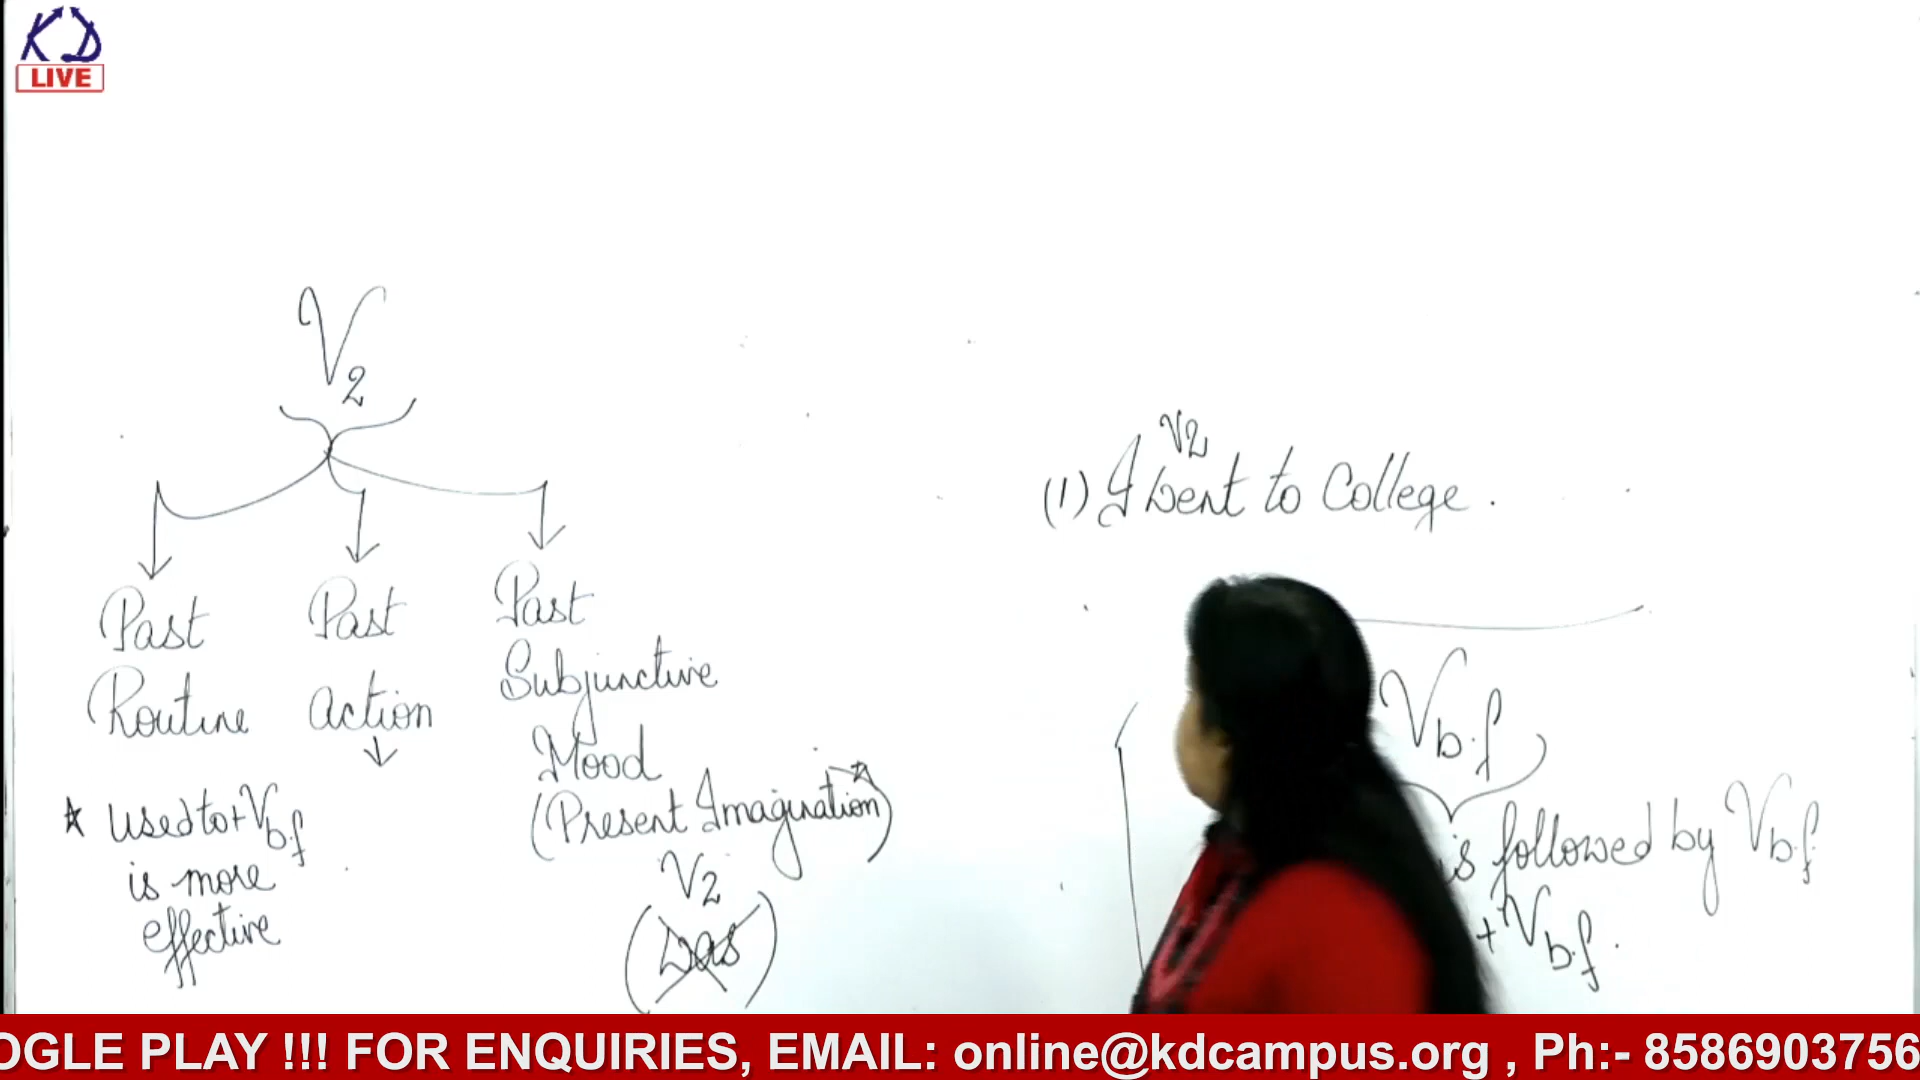 KD
LIVE
V2
Past
Routine
* used to + Vb.f
is more
effective
Past
action
Past
Subjunctive
Mood
(Present Imagination)
V2
(was)
V2
(1) I went to College.
Vb.f
is followed by Vb.f
+ Vb.f.
OGLE PLAY !!! FOR ENQUIRIES, EMAIL: online@kdcampus.org , Ph:- 8586903756